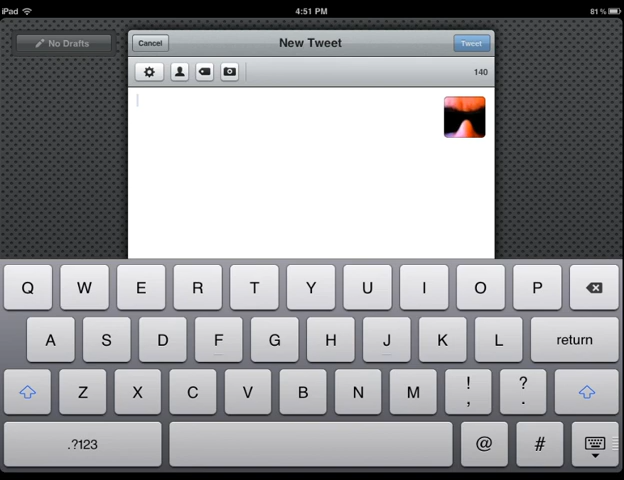 iPad 4:51 PM 81 %
No Drafts
Cancel New Tweet Tweet
140
Q W E R T Y U I O P
A S D F G H J K L return
Z X C V B N M ! , ? .
.?123 @ #